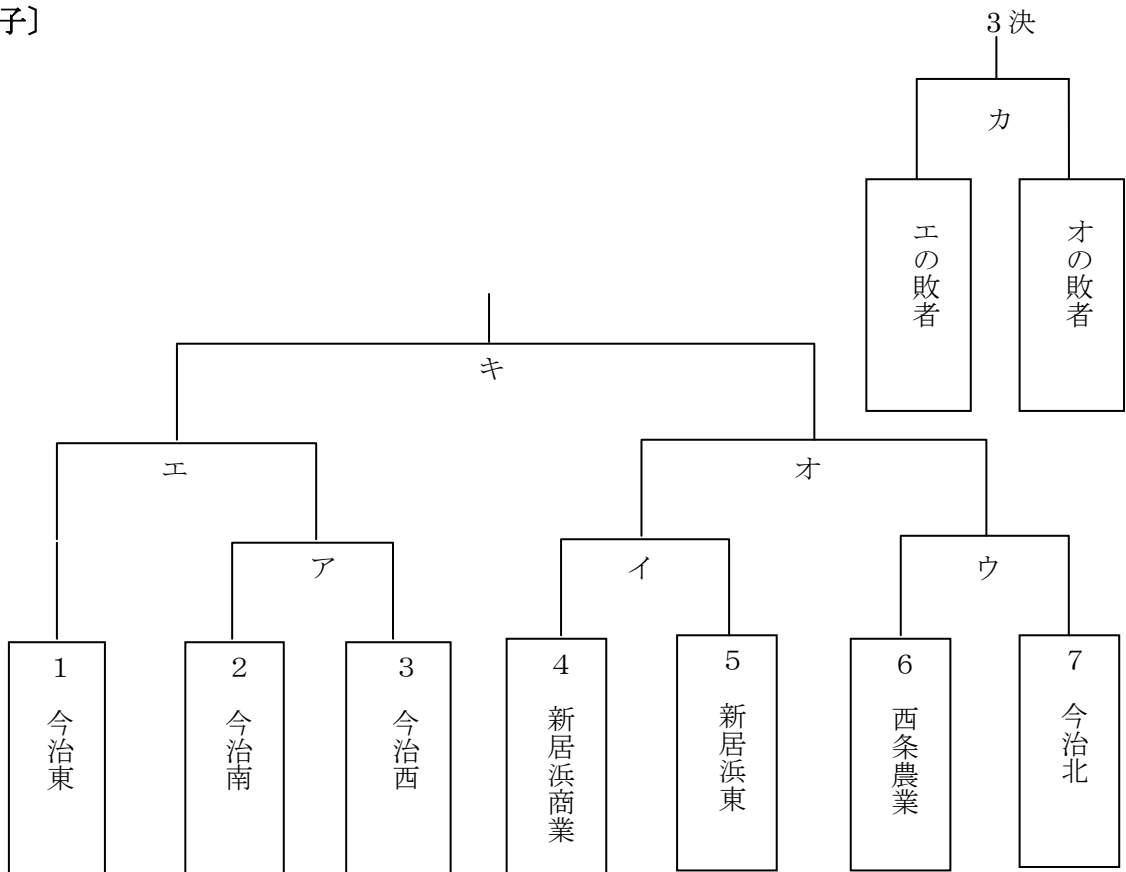 子〕
３決
カ
エの敗者
オの敗者
キ
エ
オ
ア
イ
ウ
１ 今治東
２ 今治南
３ 今治西
４ 新居浜商業
５ 新居浜東
６ 西条農業
７ 今治北